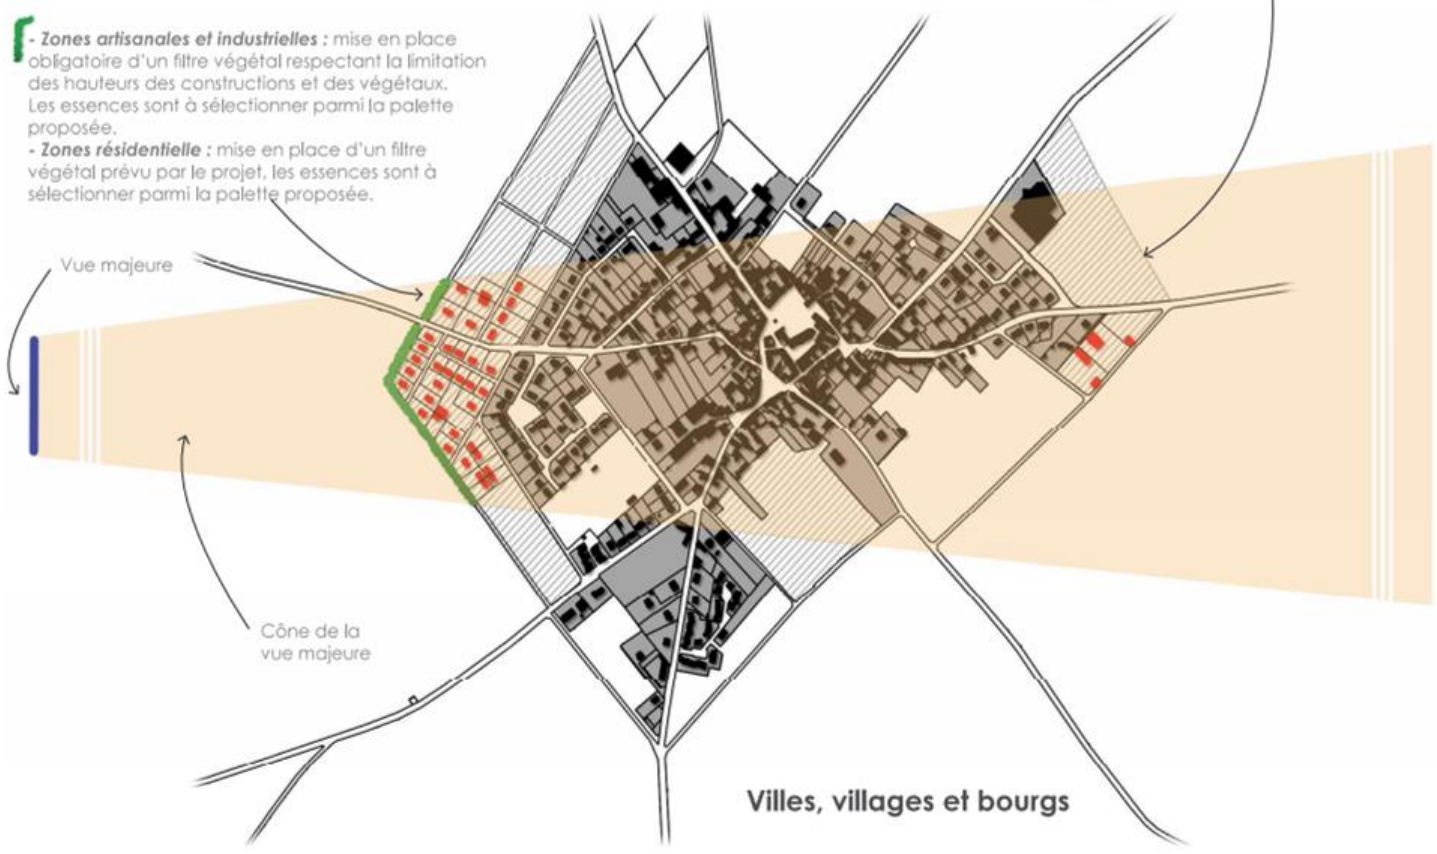 - Zones artisanales et industrielles : mise en place
obligatoire d'un filtre végétal respectant la limitation
des hauteurs des constructions et des végétaux.
Les essences sont à sélectionner parmi la palette
proposée.
- Zones résidentielle : mise en place d'un filtre
végétal prévu par le projet, les essences sont à
sélectionner parmi la palette proposée.
Vue majeure
Cône de la
vue majeure
Villes, villages et bourgs